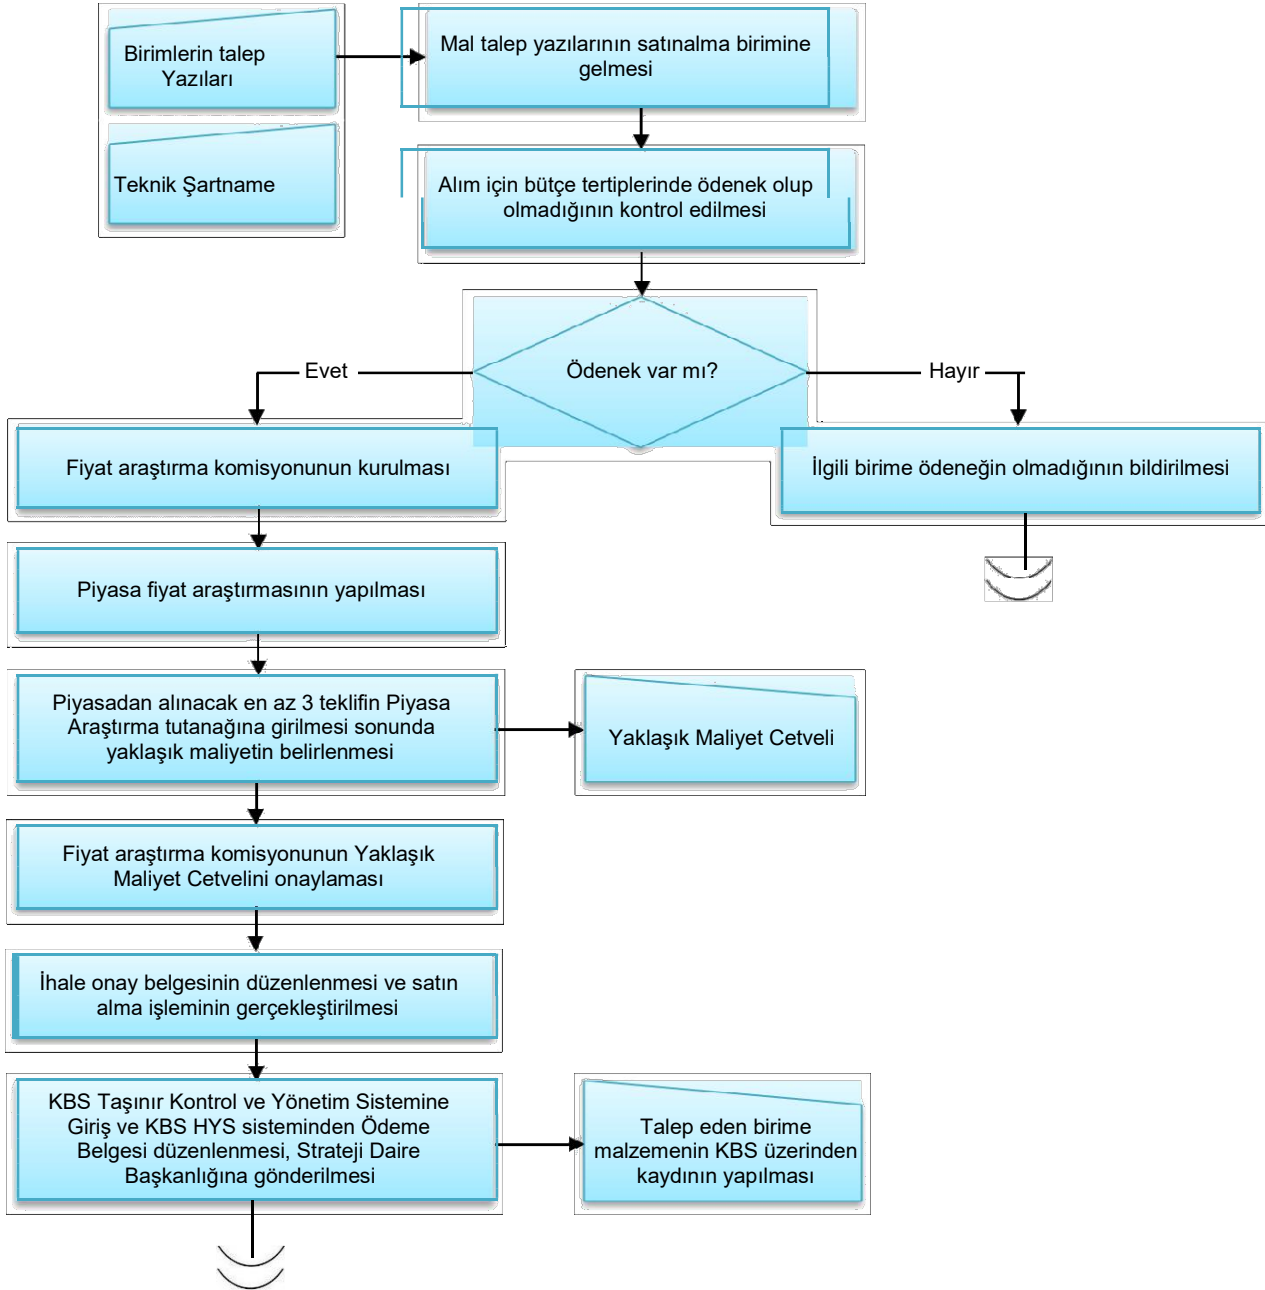 Birimlerin talep
Yazıları
Mal talep yazılarının satınalma birimine
gelmesi
Teknik Şartname
Alım için bütçe tertiplerinde ödenek olup
olmadığının kontrol edilmesi
Ödenek var mı?
Evet
Hayır
Fiyat araştırma komisyonunun kurulması
İlgili birime ödeneğin olmadığının bildirilmesi
Piyasa fiyat araştırmasının yapılması
Piyasadan alınacak en az 3 teklifin Piyasa
Araştırma tutanağına girilmesi sonunda
yaklaşık maliyetin belirlenmesi
Yaklaşık Maliyet Cetveli
Fiyat araştırma komisyonunun Yaklaşık
Maliyet Cetvelini onaylaması
İhale onay belgesinin düzenlenmesi ve satın
alma işleminin gerçekleştirilmesi
KBS Taşınır Kontrol ve Yönetim Sistemine
Giriş ve KBS HYS sisteminden Ödeme
Belgesi düzenlenmesi, Strateji Daire
Başkanlığına gönderilmesi
Talep eden birime
malzemenin KBS üzerinden
kaydının yapılması